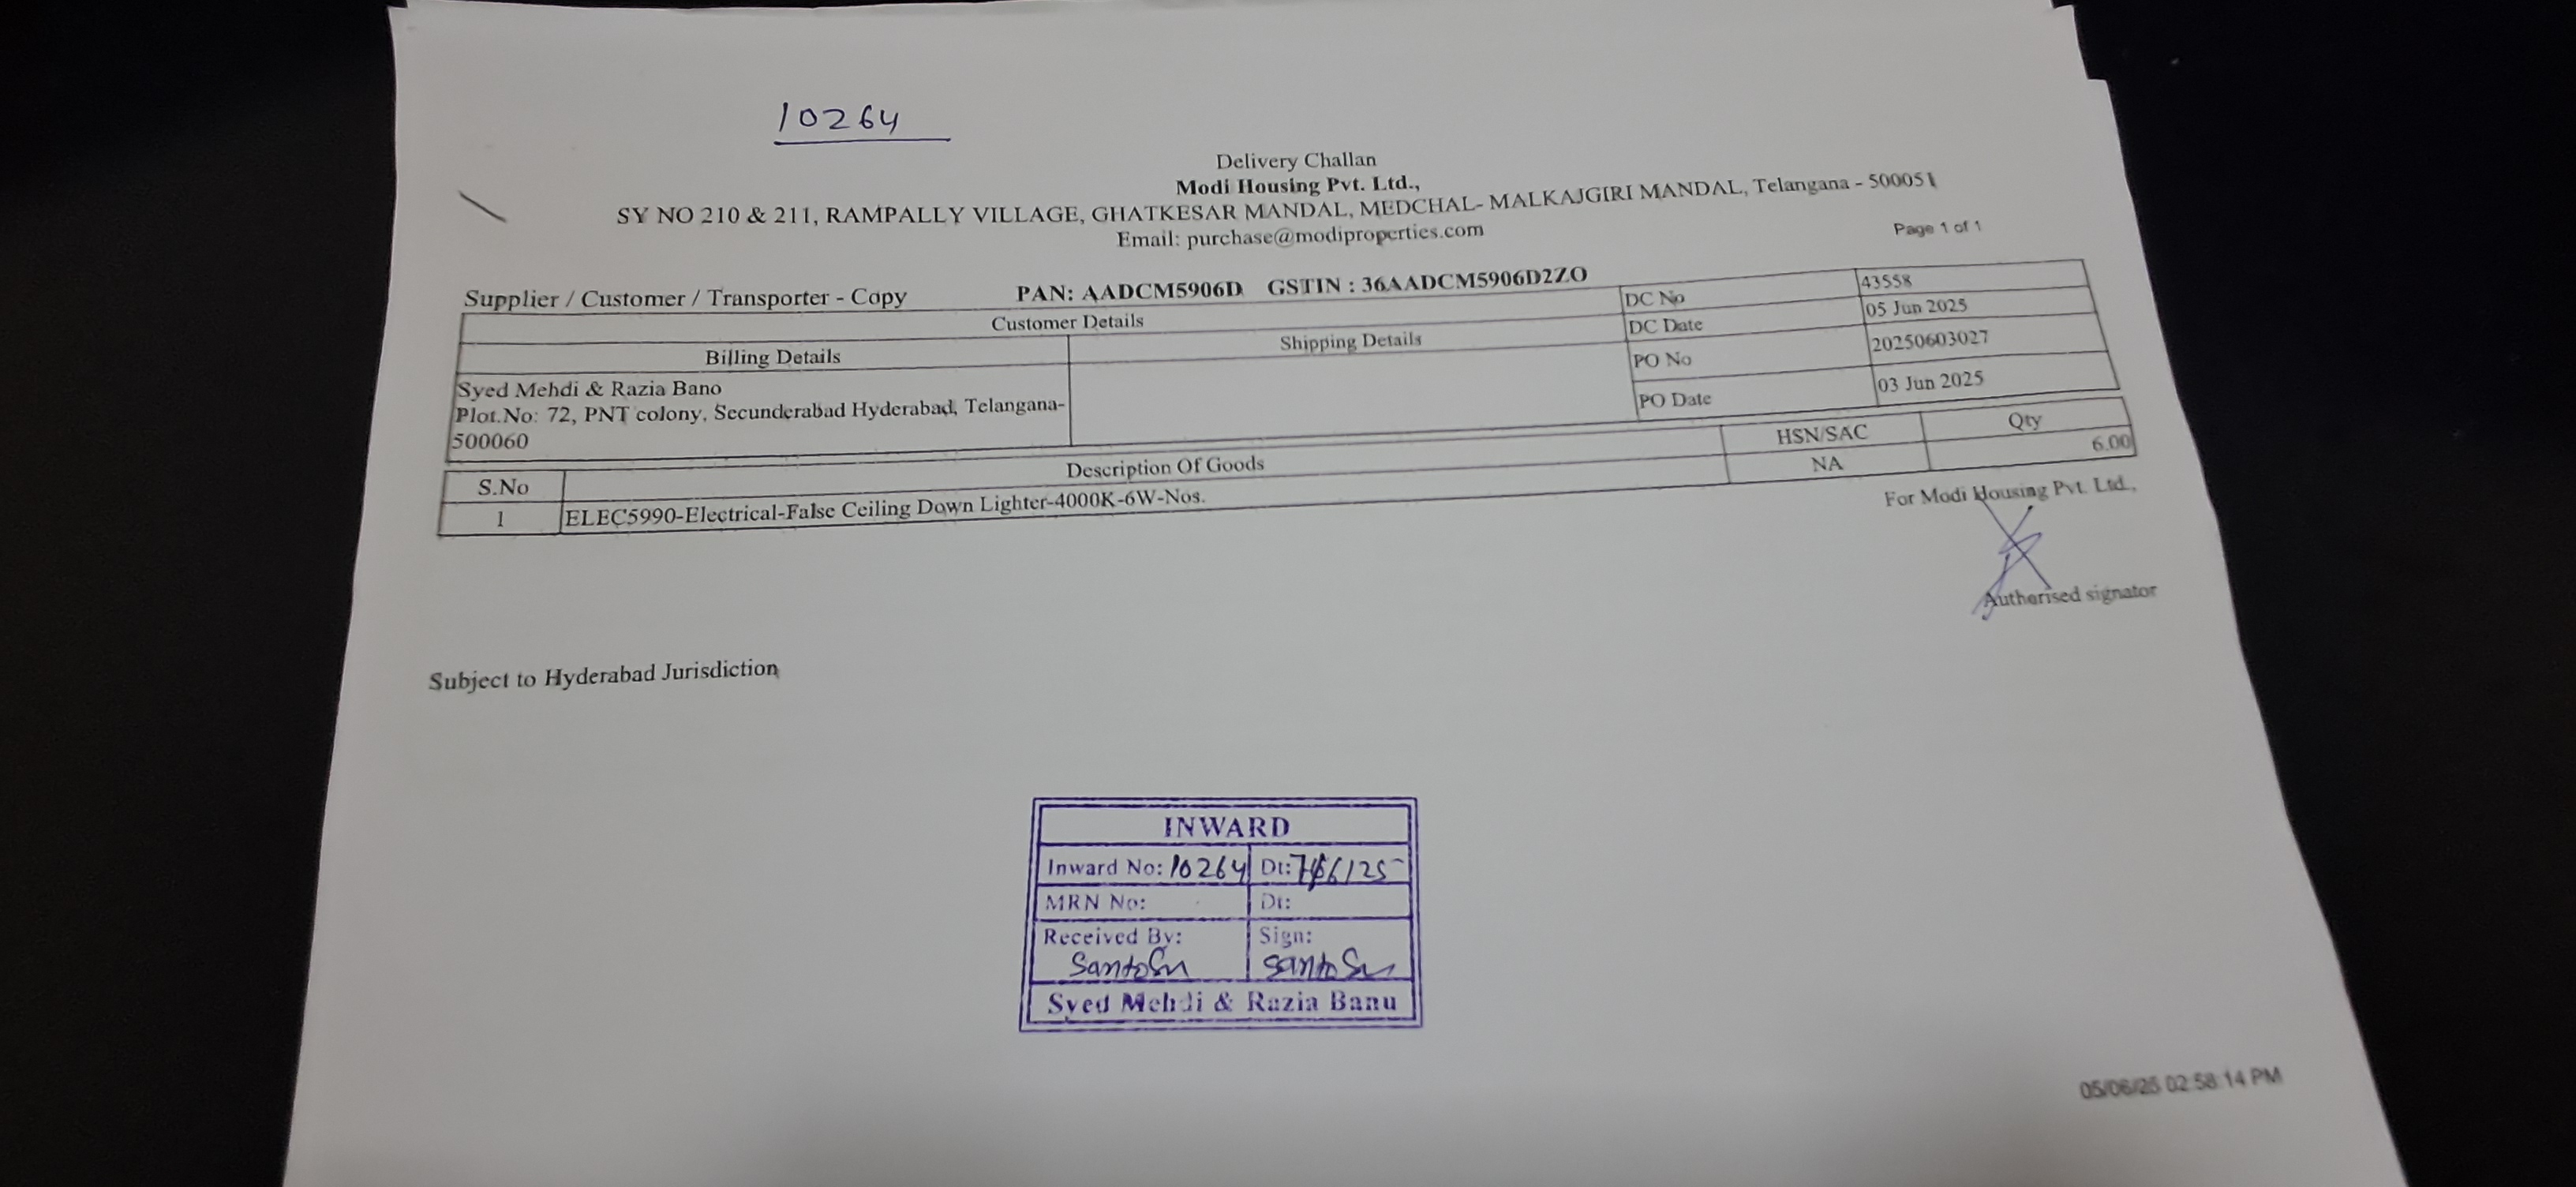 10264
Delivery Challan
Modi Housing Pvt. Ltd.,
SY NO 210 & 211, RAMPALLY VILLAGE, GHATKESAR MANDAL, MEDCHAL- MALKAJGIRI MANDAL, Telangana - 500051
Email: purchase@modiproperties.com
Page 1 of 1
Supplier / Customer / Transporter - Copy PAN: AADCM5906D GSTIN : 36AADCM5906D2ZO
Customer Details
Billing Details Shipping Details
Syed Mehdi & Razia Bano
Plot.No: 72, PNT colony, Secunderabad Hyderabad, Telangana-
500060
DC No 43558
DC Date 05 Jun 2025
PO No 20250603027
PO Date 03 Jun 2025
S.No Description Of Goods HSN/SAC Qty
1 ELEC5990-Electrical-False Ceiling Down Lighter-4000K-6W-Nos. NA 6.00
For Modi Housing Pvt. Ltd.,
Autherised signator
Subject to Hyderabad Jurisdiction
INWARD
Inward No: 10264 Dt:
MRN No: Dt:
Received By: Sign:
Syed Mehdi & Razia Banu
05/06/25 02:58:14 PM